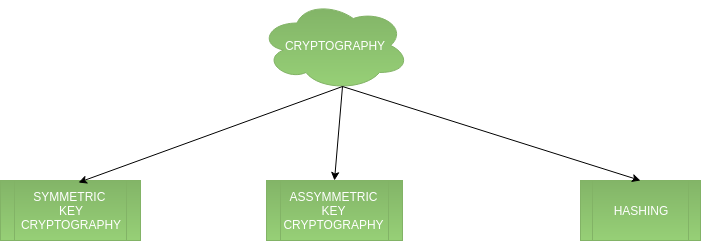 CRYPTOGRAPHY
SYMMETRIC
KEY
CRYPTOGRAPHY
ASSYMMETRIC
KEY
CRYPTOGRAPHY
HASHING